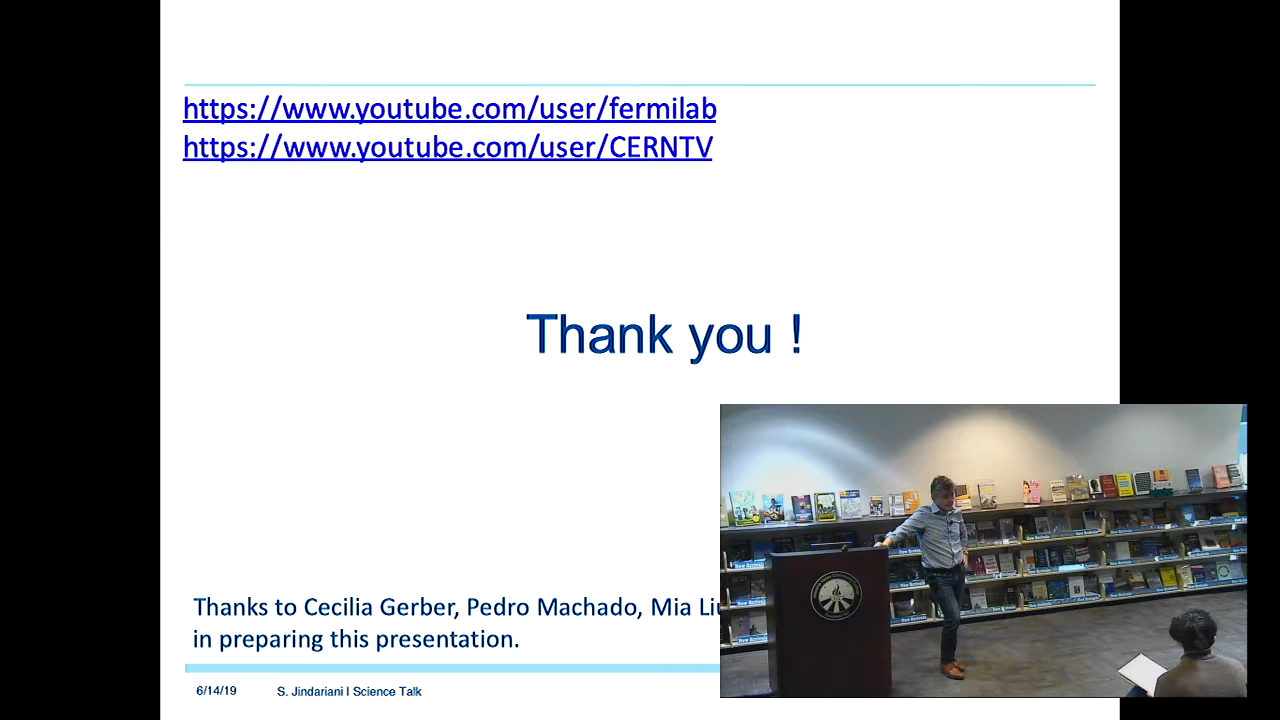 https://www.youtube.com/user/fermilab
https://www.youtube.com/user/CERNTV
Thank you !
Thanks to Cecilia Gerber, Pedro Machado, Mia
in preparing this presentation.
6/14/19 S. Jindariani | Science Talk